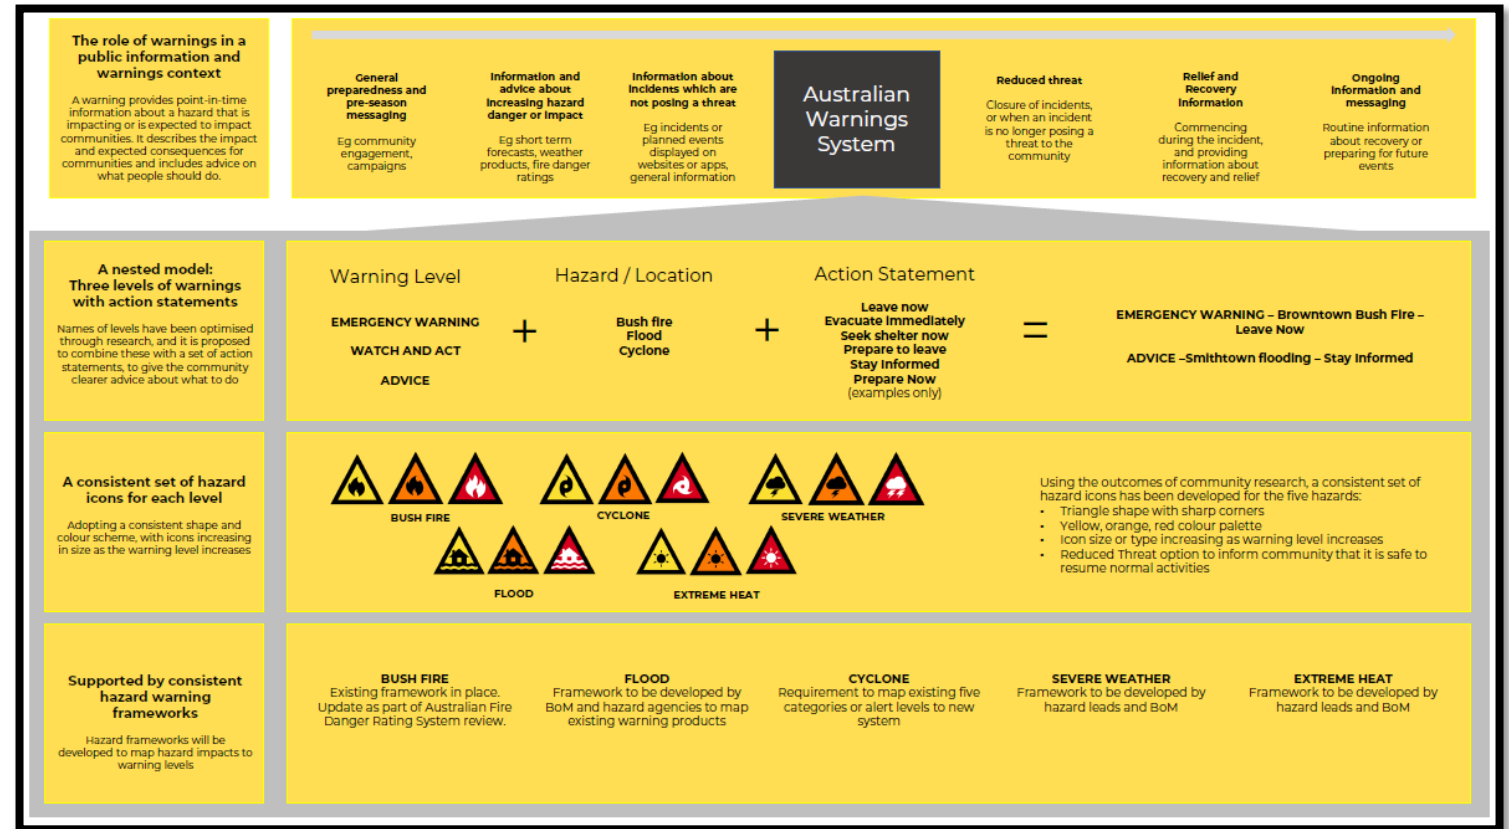 The role of warnings in a
public information and
warnings context
A warning provides point-in-time
information about a hazard that is
impacting or is expected to impact
communities. It describes the impact
and expected consequences for
communities and includes advice on
what people should do.
General
preparedness and
pre-season
messaging
Eg community
engagement,
campaigns
Information and
advice about
increasing hazard
danger or impact
Eg short term
forecasts, weather
products, fire danger
ratings
Information about
incidents which are
not posing a threat
Eg incidents or
planned events
displayed on
websites or apps,
general information
Australian
Warnings
System
Reduced threat
Closure of incidents,
or when an incident
is no longer posing a
threat to the
community
Relief and
Recovery
Information
Commencing
during the incident,
and providing
information about
recovery and relief
Ongoing
Information and
messaging
Routine information
about recovery or
preparing for future
events
A nested model:
Three levels of warnings
with action statements
Names of levels have been optimised
through research, and it is proposed
to combine these with a set of action
statements, to give the community
clearer advice about what to do
Warning Level
EMERGENCY WARNING
WATCH AND ACT
ADVICE
+
Hazard / Location
Bush fire
Flood
Cyclone
+
Action Statement
Leave now
Evacuate immediately
Seek shelter now
Prepare to leave
Stay Informed
Prepare Now
(examples only)
=
EMERGENCY WARNING – Browntown Bush Fire –
Leave Now
ADVICE –Smithtown flooding – Stay Informed
A consistent set of hazard
icons for each level
Adopting a consistent shape and
colour scheme, with icons increasing
in size as the warning level increases
BUSH FIRE
CYCLONE
SEVERE WEATHER
FLOOD
EXTREME HEAT
Using the outcomes of community research, a consistent set of
hazard icons has been developed for the five hazards:
• Triangle shape with sharp corners
• Yellow, orange, red colour palette
• Icon size or type increasing as warning level increases
• Reduced Threat option to inform community that it is safe to
resume normal activities
Supported by consistent
hazard warning
frameworks
Hazard frameworks will be
developed to map hazard impacts to
warning levels
BUSH FIRE
Existing framework in place.
Update as part of Australian Fire
Danger Rating System review.
FLOOD
Framework to be developed by
BoM and hazard agencies to map
existing warning products
CYCLONE
Requirement to map existing five
categories or alert levels to new
system
SEVERE WEATHER
Framework to be developed by
hazard leads and BoM
EXTREME HEAT
Framework to be developed by
hazard leads and BoM